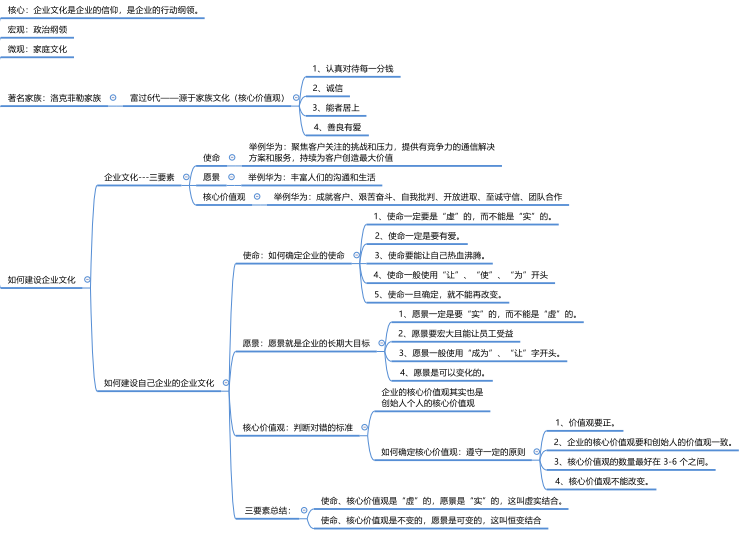 核心：企业文化是企业的信仰，是企业的行动纲领。
宏观：政治纲领
微观：家庭文化
著名家族：洛克菲勒家族
富过6代——源于家族文化（核心价值观）
1、认真对待每一分钱
2、诚信
3、能者居上
4、善良有爱
如何建设企业文化
企业文化---三要素
使命
举例华为：聚焦客户关注的挑战和压力，提供有竞争力的通信解决
方案和服务，持续为客户创造最大价值
愿景
举例华为：丰富人们的沟通和生活
核心价值观
举例华为：成就客户、艰苦奋斗、自我批判、开放进取、至诚守信、团队合作
如何建设自己企业的企业文化
使命：如何确定企业的使命
1、使命一定要是“虚”的，而不能是“实”的。
2、使命一定是要有爱。
3、使命要能让自己热血沸腾。
4、使命一般使用“让”、“使”、“为”开头
5、使命一旦确定，就不能再改变。
愿景：愿景就是企业的长期大目标
1、愿景一定是要“实”的，而不能是“虚”的。
2、愿景要宏大且能让员工受益
3、愿景一般使用“成为”、“让”字开头。
4、愿景是可以变化的。
核心价值观：判断对错的标准
企业的核心价值观其实也是
创始人个人的核心价值观
如何确定核心价值观：遵守一定的原则
1、价值观要正。
2、企业的核心价值观要和创始人的价值观一致。
3、核心价值观的数量最好在 3-6 个之间。
4、核心价值观不能改变。
三要素总结：
使命、核心价值观是“虚”的，愿景是“实”的，这叫虚实结合。
使命、核心价值观是不变的，愿景是可变的，这叫恒变结合